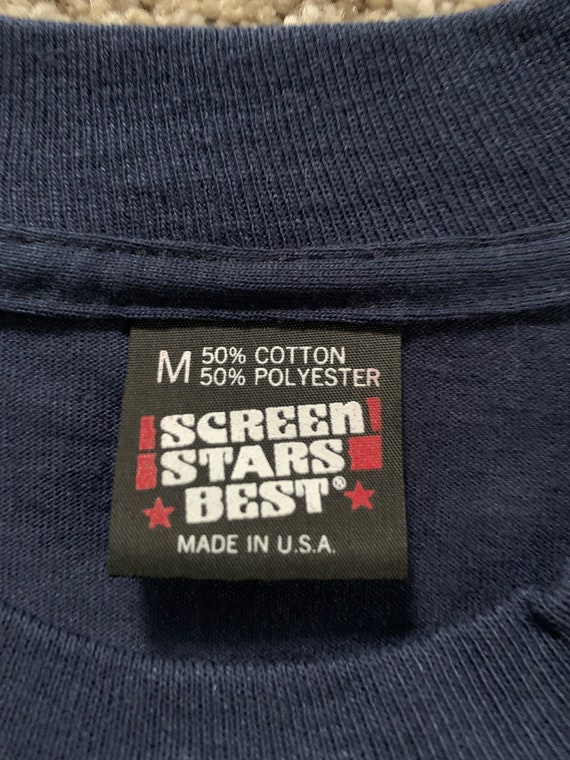 M 50% COTTON
50% POLYESTER
SCREEN
STARS
BEST®
MADE IN U.S.A.